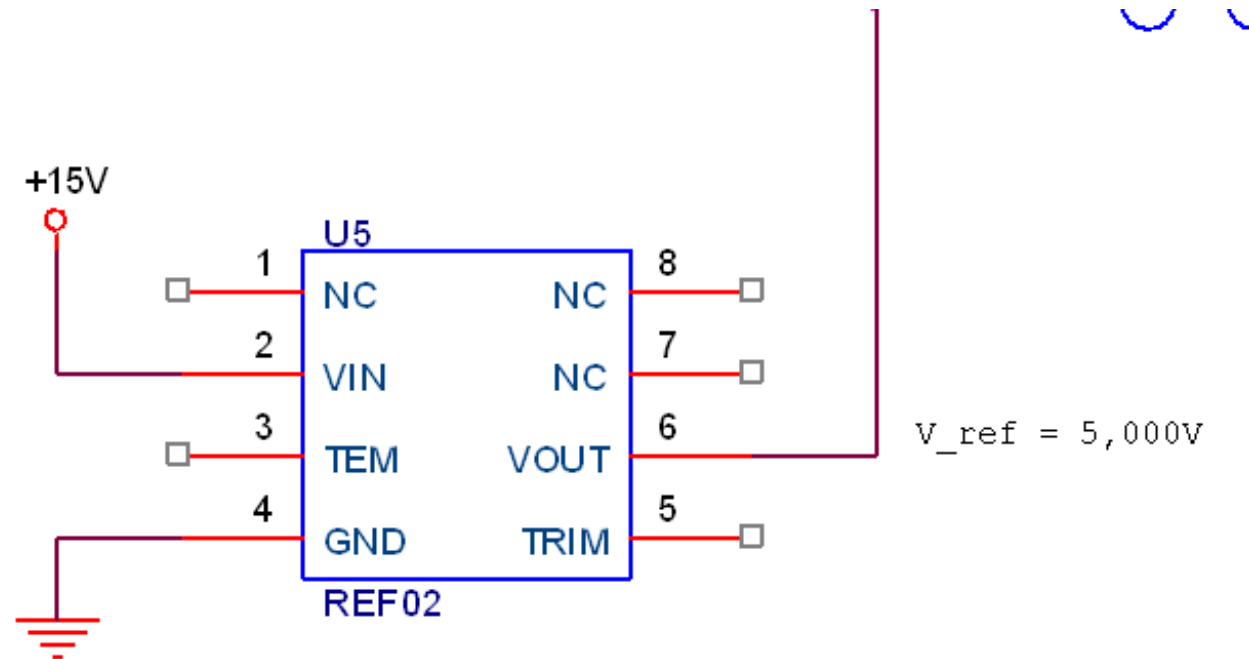 +15V
U5
1 NC NC 8
2 VIN NC 7
3 TEM VOUT 6
V_ref = 5,000V
4 GND TRIM 5
REF02